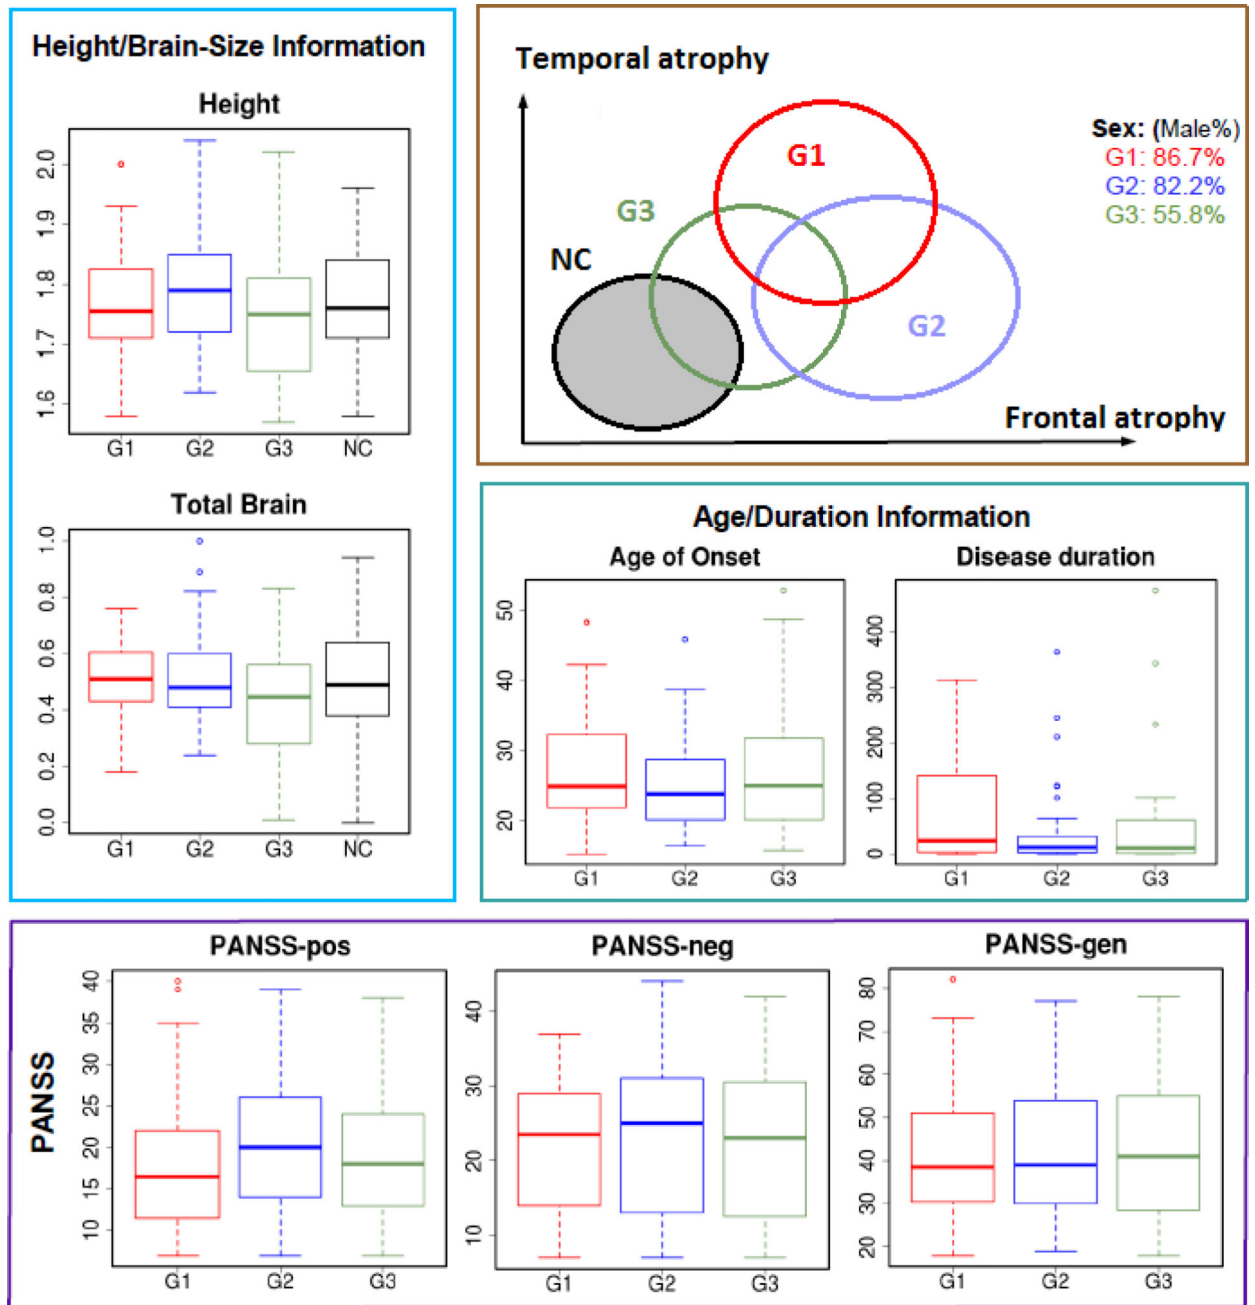 Height/Brain-Size Information
Height
2.0
1.9
1.8
1.7
1.6
G1 G2 G3 NC
Total Brain
1.0
0.8
0.6
0.4
0.2
0.0
G1 G2 G3 NC
Temporal atrophy
G1
G3
NC
G2
Frontal atrophy
Sex: (Male%)
G1: 86.7%
G2: 82.2%
G3: 55.8%
Age/Duration Information
Age of Onset
50
40
30
20
G1 G2 G3
Disease duration
400
300
200
100
0
G1 G2 G3
PANSS
PANSS-pos
40
35
30
25
20
15
10
G1 G2 G3
PANSS-neg
40
30
20
10
G1 G2 G3
PANSS-gen
80
70
60
50
40
30
20
G1 G2 G3